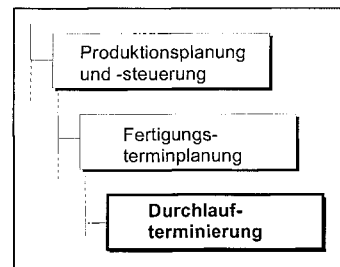 Produktionsplanung
und -steuerung
Fertigungs-
terminplanung
Durchlauf-
terminierung